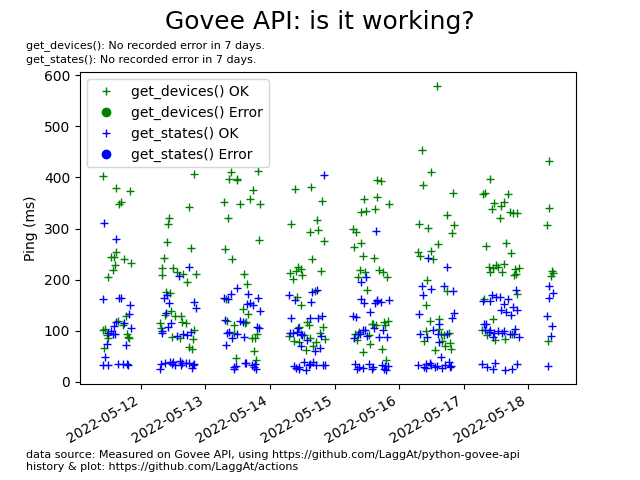 Govee API: is it working?
get_devices(): No recorded error in 7 days.
get_states(): No recorded error in 7 days.
get_devices() OK
get_devices() Error
get_states() OK
get_states() Error
Ping (ms)
600
500
400
300
200
100
0
2022-05-12
2022-05-13
2022-05-14
2022-05-15
2022-05-16
2022-05-17
2022-05-18
data source: Measured on Govee API, using https://github.com/LaggAt/python-govee-api
history & plot: https://github.com/LaggAt/actions